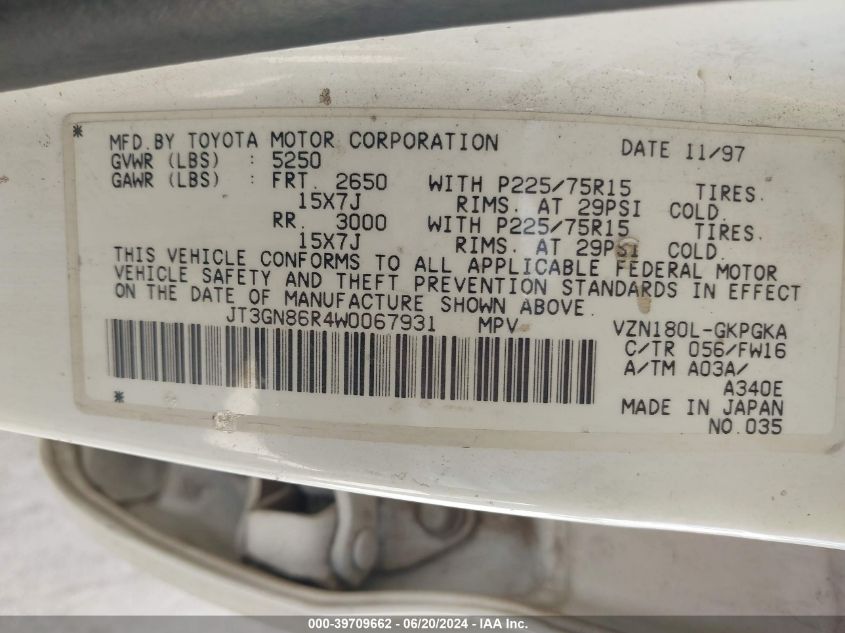 * MFD.BY TOYOTA MOTOR CORPORATION DATE 11/97
GVWR (LBS) : 5250
GAWR (LBS) : FRT. 2650 WITH P225/75R15 TIRES.
15X7J RIMS. AT 29PSI COLD.
RR. 3000 WITH P225/75R15 TIRES.
15X7J RIMS. AT 29PSI COLD.
THIS VEHICLE CONFORMS TO ALL APPLICABLE FEDERAL MOTOR
VEHICLE SAFETY AND THEFT PREVENTION STANDARDS IN EFFECT
ON THE DATE OF MANUFACTURE SHOWN ABOVE.
JT3GN86R4W0067931 MPV VZN180L-GKPGKA
C/TR 056/FW16
A/TM A03A/
A340E
* MADE IN JAPAN
NO.035
000-39709662 - 06/20/2024 - IAA Inc.